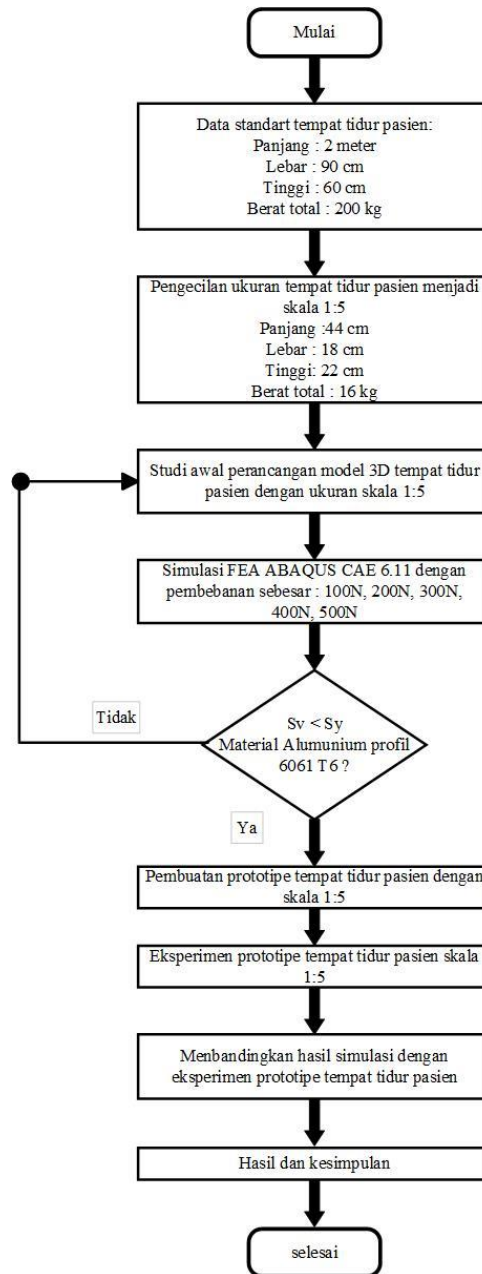 Mulai
Data standart tempat tidur pasien:
Panjang : 2 meter
Lebar : 90 cm
Tinggi : 60 cm
Berat total : 200 kg
Pengecilan ukuran tempat tidur pasien menjadi
skala 1:5
Panjang :44 cm
Lebar : 18 cm
Tinggi: 22 cm
Berat total : 16 kg
Studi awal perancangan model 3D tempat tidur
pasien dengan ukuran skala 1:5
Simulasi FEA ABAQUS CAE 6.11 dengan
pembebanan sebesar : 100N, 200N, 300N,
400N, 500N
Tidak
Sv < Sy
Material Alumunium profil
6061 T6 ?
Ya
Pembuatan prototipe tempat tidur pasien dengan
skala 1:5
Eksperimen prototipe tempat tidur pasien skala
1:5
Menbandingkan hasil simulasi dengan
eksperimen prototipe tempat tidur pasien
Hasil dan kesimpulan
selesai